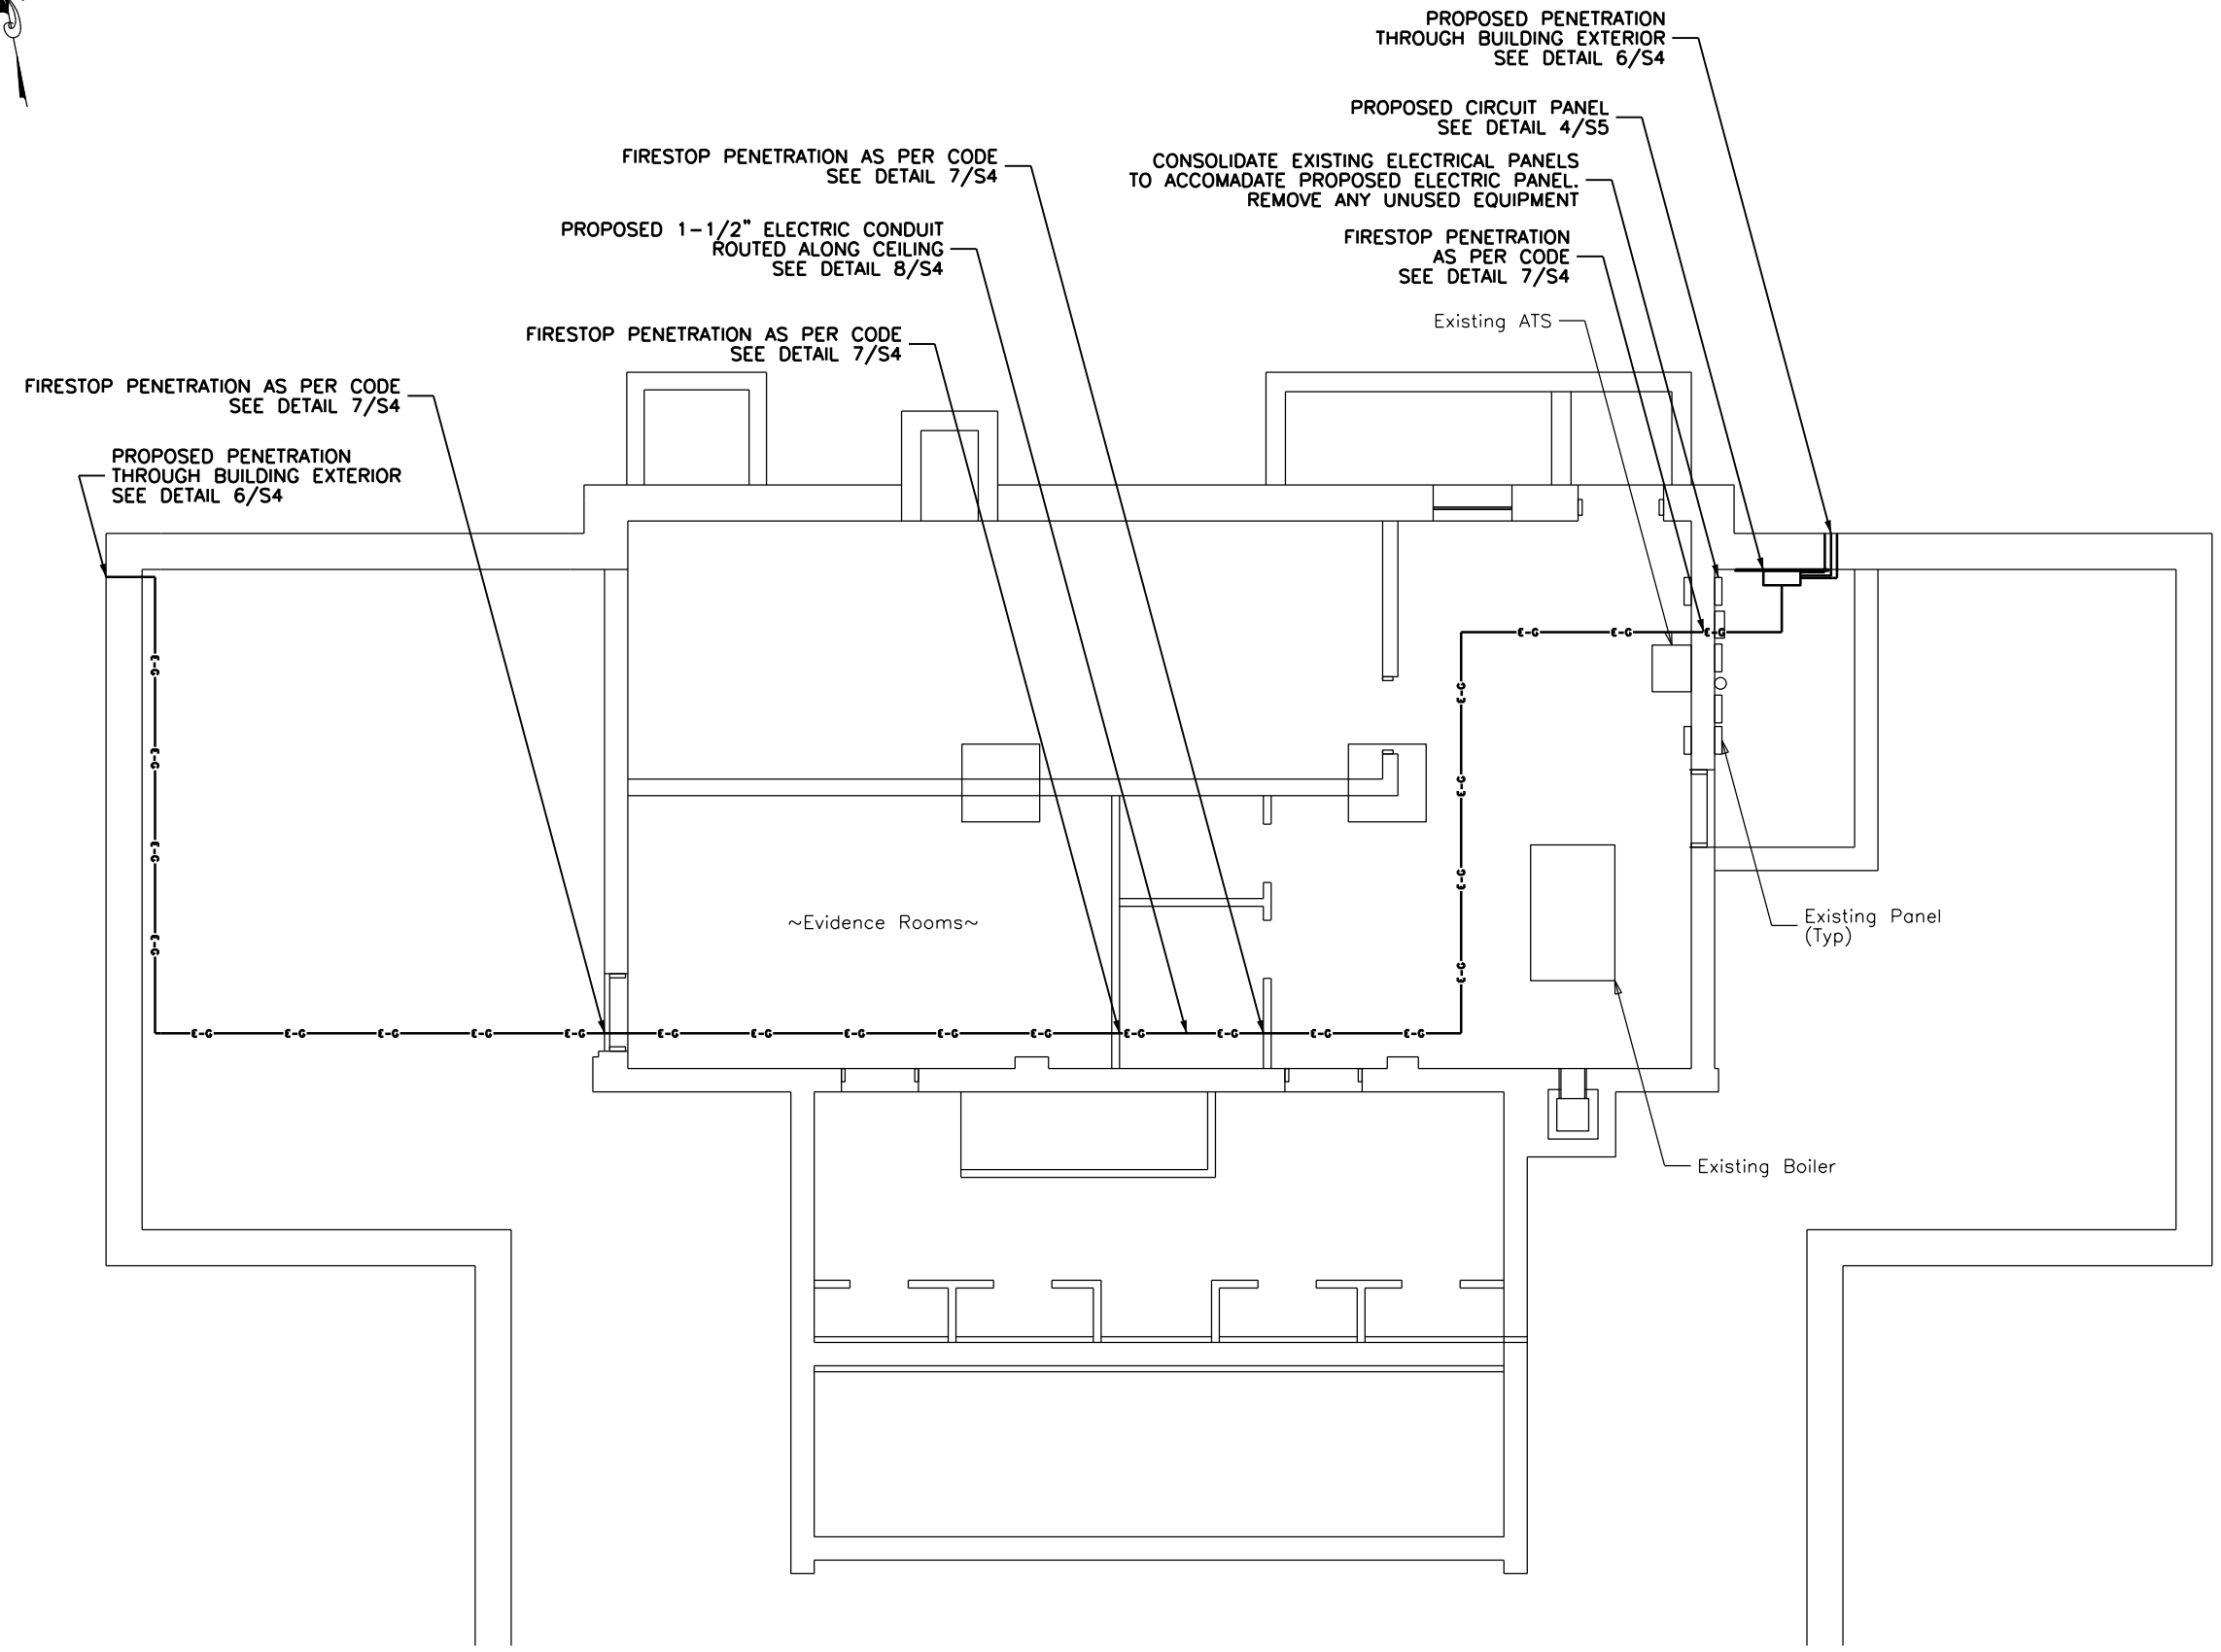 PROPOSED PENETRATION
THROUGH BUILDING EXTERIOR
SEE DETAIL 6/S4
PROPOSED CIRCUIT PANEL
SEE DETAIL 4/S5
FIRESTOP PENETRATION AS PER CODE
SEE DETAIL 7/S4
CONSOLIDATE EXISTING ELECTRICAL PANELS
TO ACCOMADATE PROPOSED ELECTRIC PANEL.
REMOVE ANY UNUSED EQUIPMENT
PROPOSED 1-1/2" ELECTRIC CONDUIT
ROUTED ALONG CEILING
SEE DETAIL 8/S4
FIRESTOP PENETRATION
AS PER CODE
SEE DETAIL 7/S4
Existing ATS
FIRESTOP PENETRATION AS PER CODE
SEE DETAIL 7/S4
FIRESTOP PENETRATION AS PER CODE
SEE DETAIL 7/S4
PROPOSED PENETRATION
THROUGH BUILDING EXTERIOR
SEE DETAIL 6/S4
E-G E-G E-G
E-G
E-G
E-G
E-G
E-G
E-G
E-G
E-G
~Evidence Rooms~
Existing Panel
(Typ)
E-G E-G E-G E-G E-G E-G E-G E-G E-G E-G E-G E-G E-G E-G
Existing Boiler